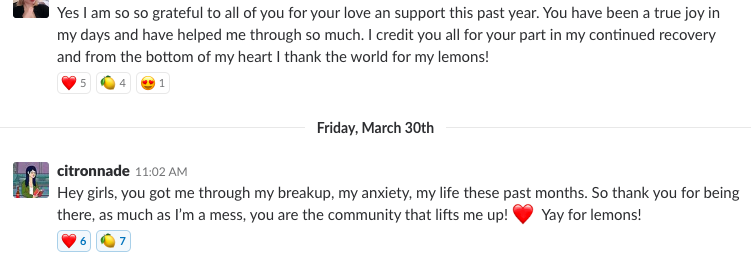 Yes I am so so grateful to all of you for your love an support this past year. You have been a true joy in
my days and have helped me through so much. I credit you all for your part in my continued recovery
and from the bottom of my heart I thank the world for my lemons!
5 4 1
Friday, March 30th
citronnade 11:02 AM
Hey girls, you got me through my breakup, my anxiety, my life these past months. So thank you for being
there, as much as I'm a mess, you are the community that lifts me up! Yay for lemons!
6 7